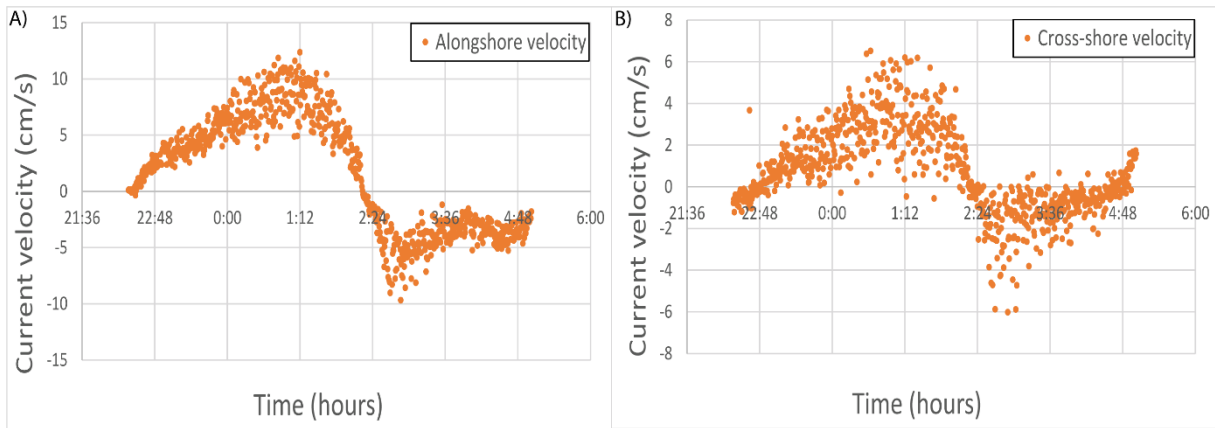 A)
Alongshore velocity
Current velocity (cm/s)
15
10
5
0
-5
-10
-15
21:36 22:48 0:00 1:12 2:24 3:36 4:48 6:00
Time (hours)
B)
Cross-shore velocity
Current velocity (cm/s)
8
6
4
2
0
-2
-4
-6
-8
21:36 22:48 0:00 1:12 2:24 3:36 4:48 6:00
Time (hours)